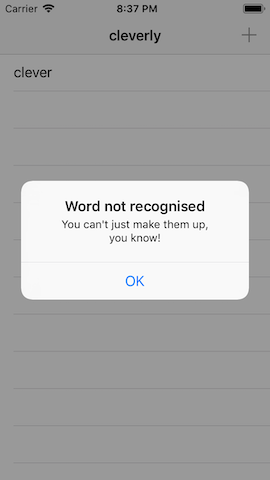 Carrier 8:37 PM
cleverly
clever
Word not recognised
You can't just make them up,
you know!
OK